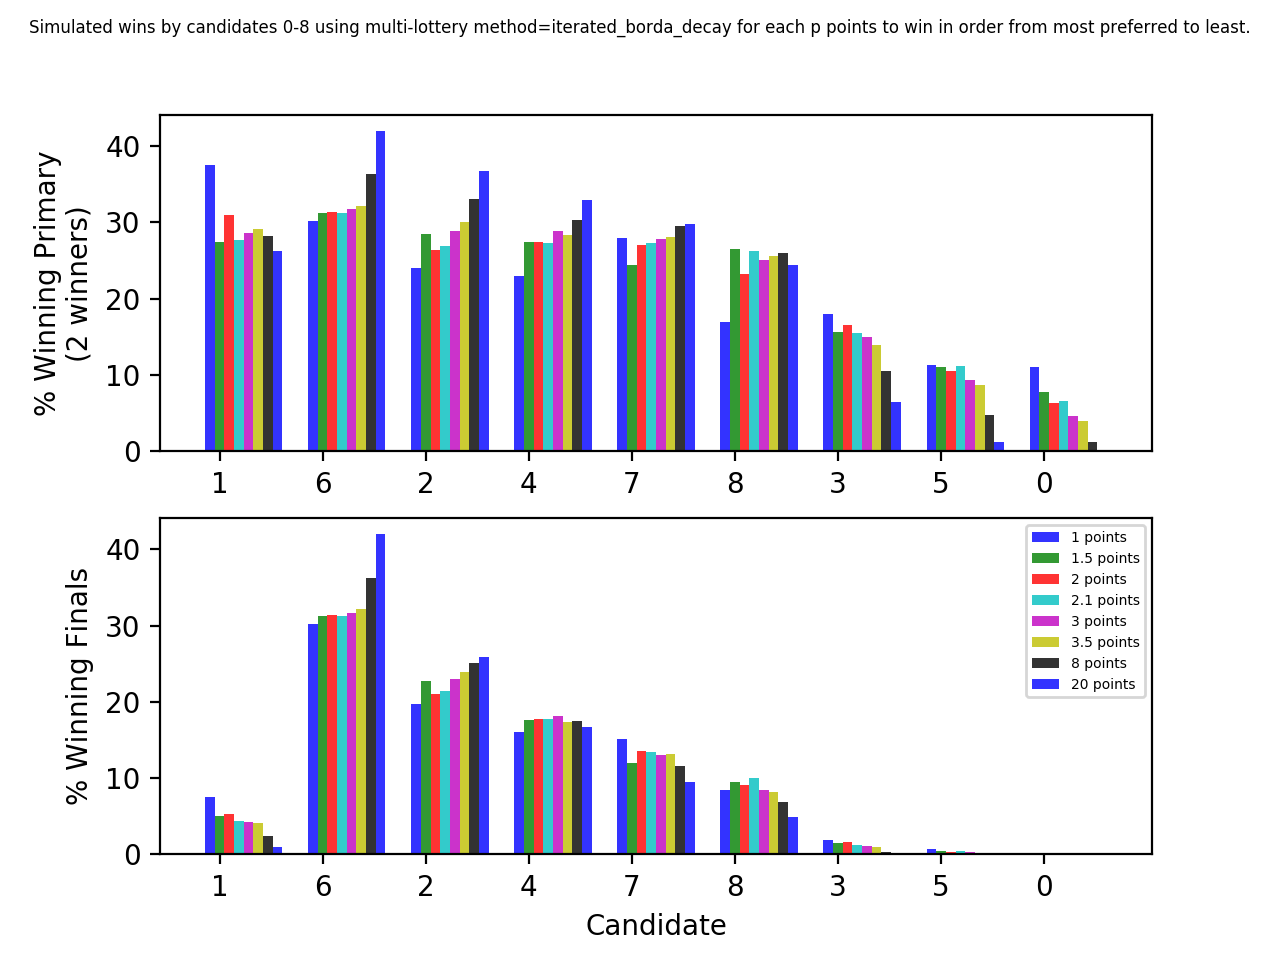 Simulated wins by candidates 0-8 using multi-lottery method=iterated_borda_decay for each p points to win in order from most preferred to least.
% Winning Primary
(2 winners)
40
30
20
10
0
1 6 2 4 7 8 3 5 0
% Winning Finals
40
30
20
10
0
1 points
1.5 points
2 points
2.1 points
3 points
3.5 points
8 points
20 points
1 6 2 4 7 8 3 5 0
Candidate